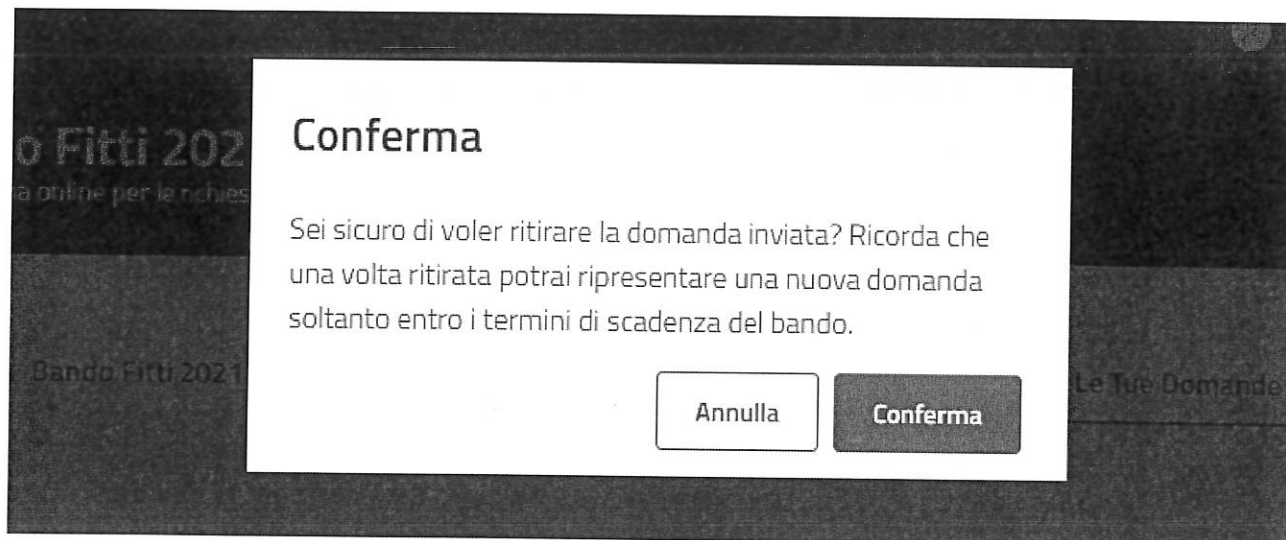 o Fitti 202
a online per la richies
Conferma
Sei sicuro di voler ritirare la domanda inviata? Ricorda che
una volta ritirata potrai ripresentare una nuova domanda
soltanto entro i termini di scadenza del bando.
Bando Fitti 2021
Le Tue Domande
Annulla
Conferma